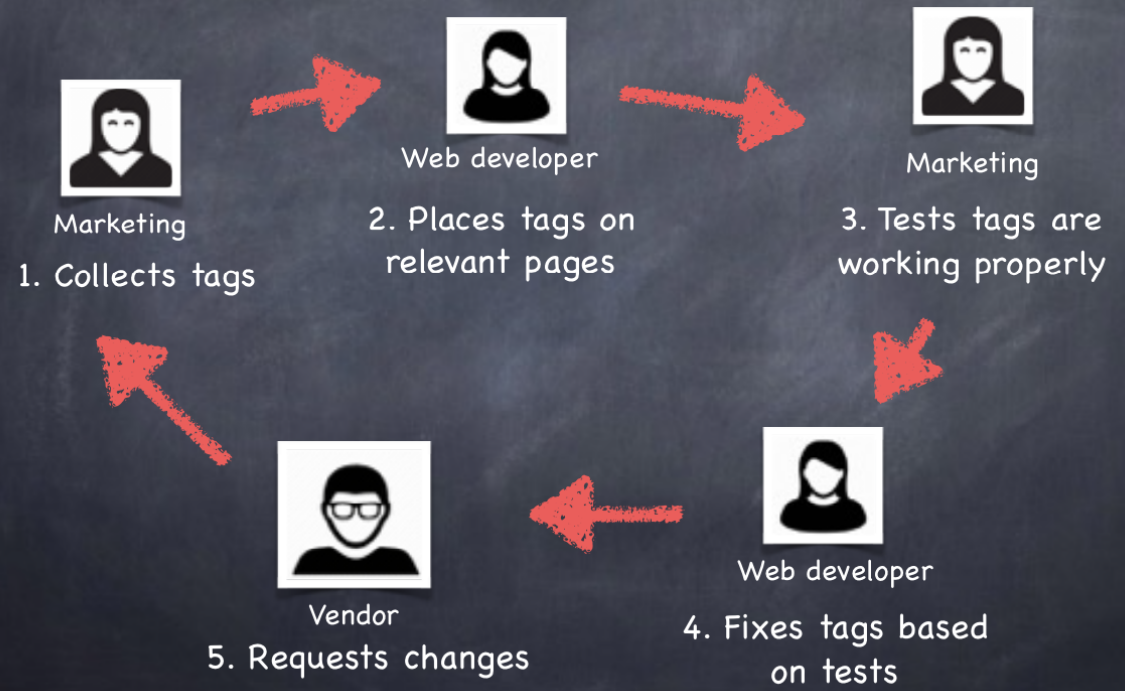 Marketing
1. Collects tags
Web developer
2. Places tags on
relevant pages
Marketing
3. Tests tags are
working properly
Web developer
4. Fixes tags based
on tests
Vendor
5. Requests changes